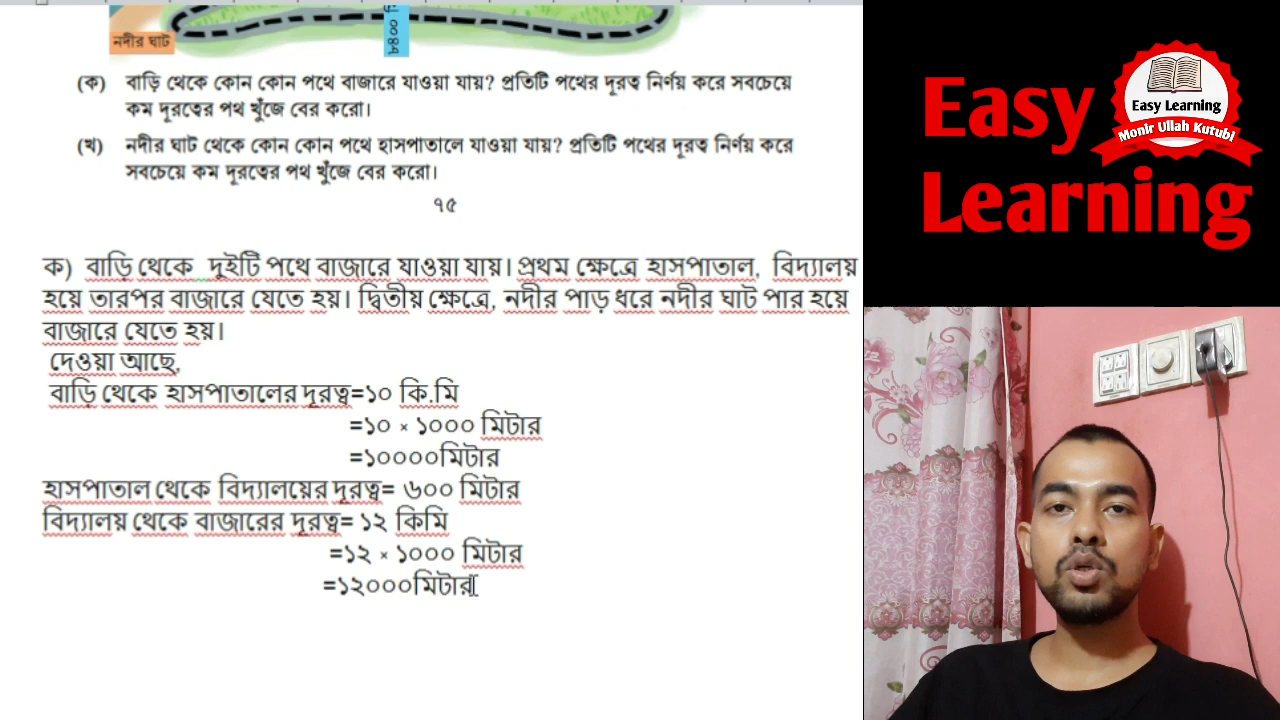 নদীর ঘাট
৮৪০০ মি
(ক) বাড়ি থেকে কোন কোন পথে বাজারে যাওয়া যায়? প্রতিটি পথের দূরত্ব নির্ণয় করে সবচেয়ে
কম দূরত্বের পথ খুঁজে বের করো।
(খ) নদীর ঘাট থেকে কোন কোন পথে হাসপাতালে যাওয়া যায়? প্রতিটি পথের দূরত্ব নির্ণয় করে
সবচেয়ে কম দূরত্বের পথ খুঁজে বের করো।
৭৫
ক) বাড়ি থেকে দুইটি পথে বাজারে যাওয়া যায়। প্রথম ক্ষেত্রে হাসপাতাল, বিদ্যালয়
হয়ে তারপর বাজারে যেতে হয়। দ্বিতীয় ক্ষেত্রে, নদীর পাড় ধরে নদীর ঘাট পার হয়ে
বাজারে যেতে হয়।
দেওয়া আছে,
বাড়ি থেকে হাসপাতালের দূরত্ব=১০ কি.মি
=১০ × ১০০০ মিটার
=১০০০০মিটার
হাসপাতাল থেকে বিদ্যালয়ের দূরত্ব= ৬০০ মিটার
বিদ্যালয় থেকে বাজারের দূরত্ব= ১২ কিমি
=১২ × ১০০০ মিটার
=১২০০০মিটার
Easy
Learning
Easy Learning
Monir Ullah Kutubi